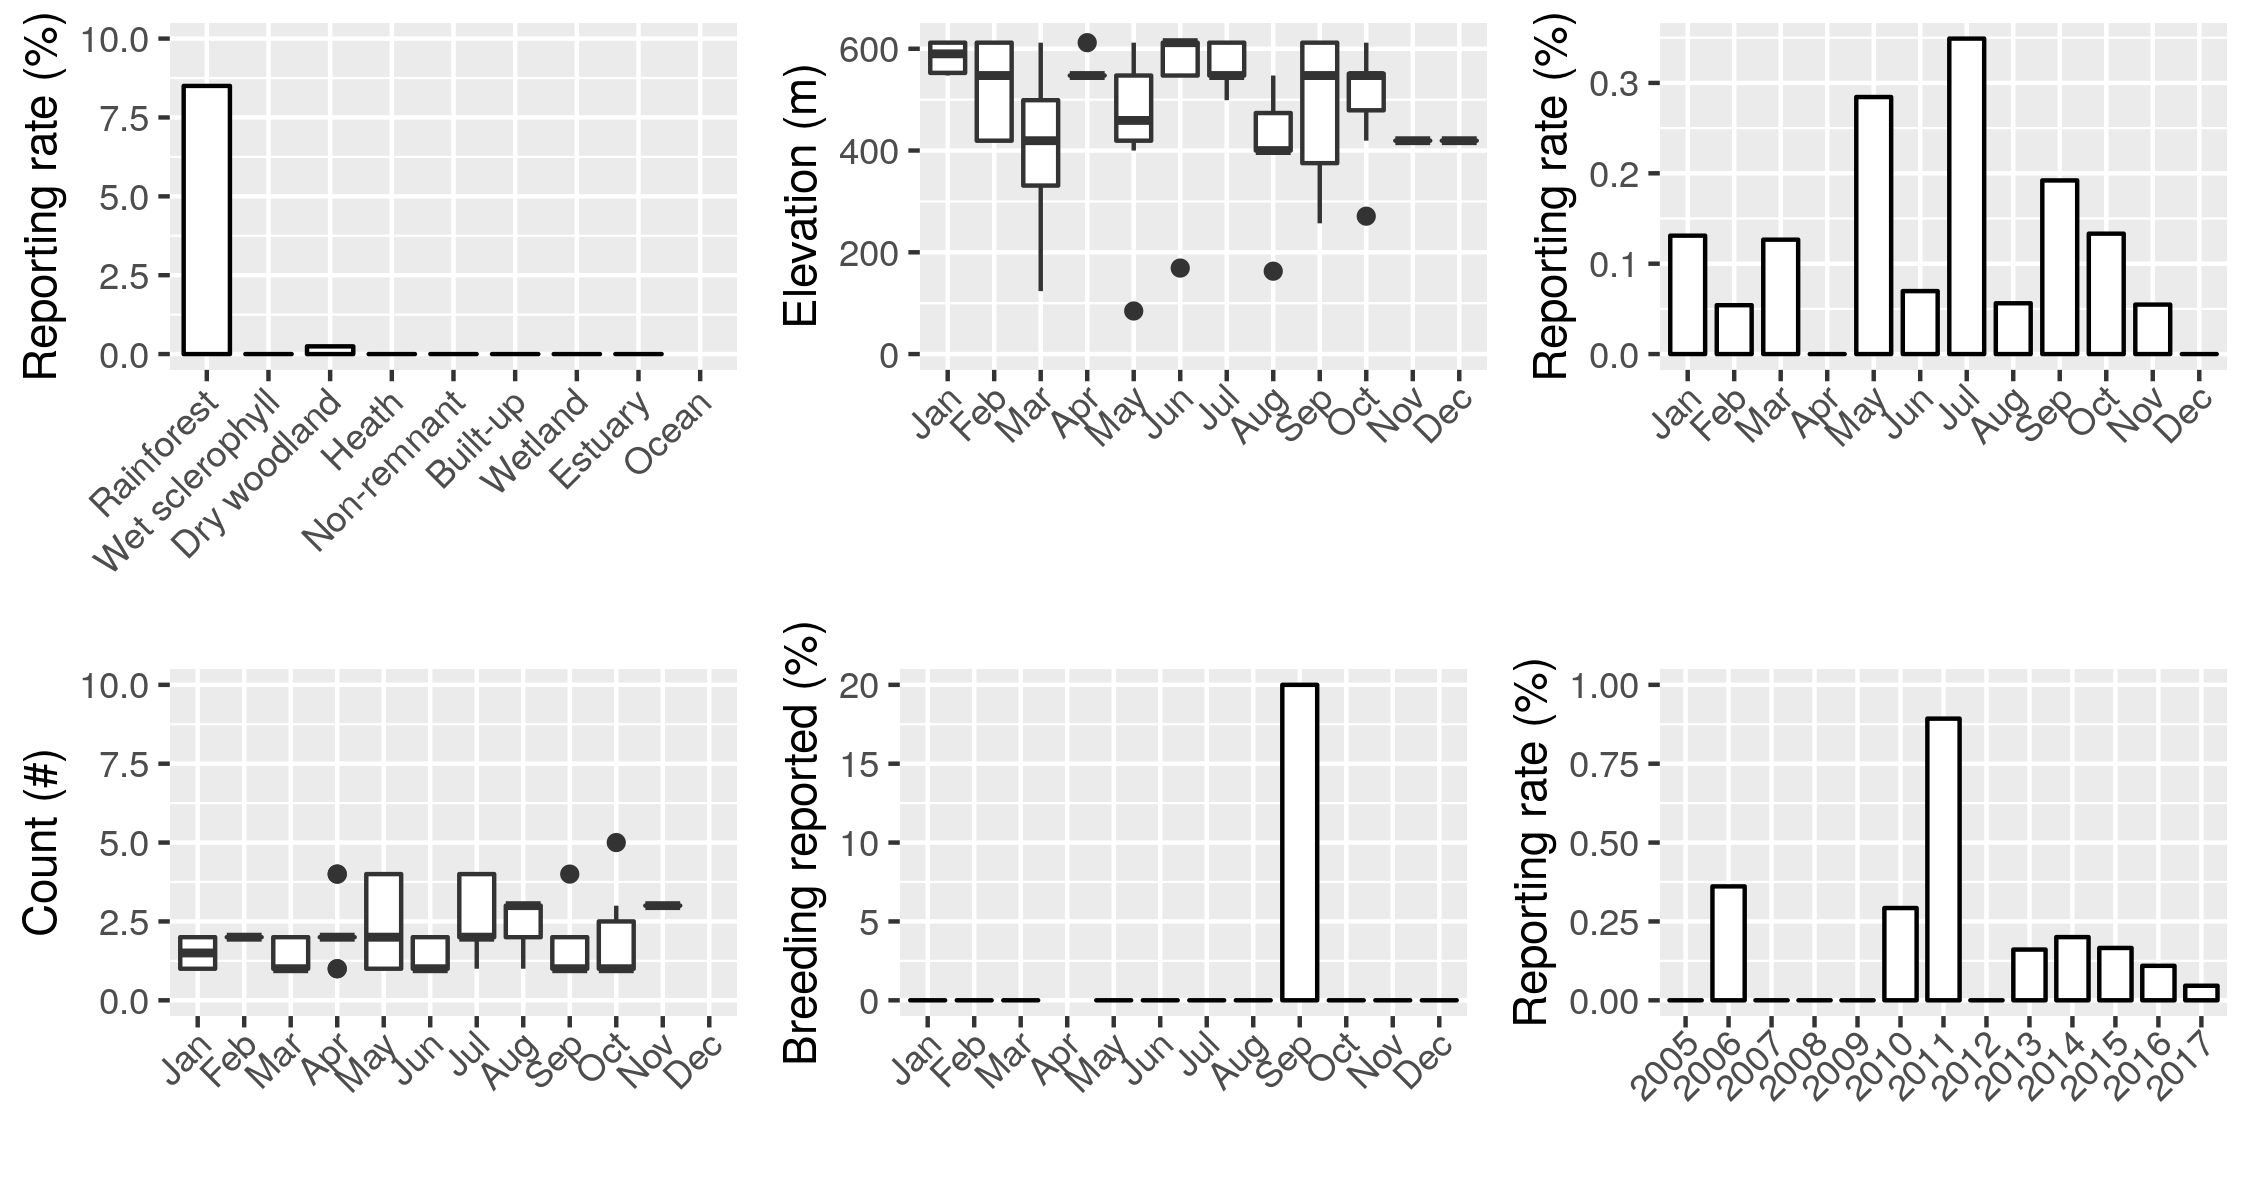 Reporting rate (%)
10.0
7.5
5.0
2.5
0.0
Rainforest
Wet sclerophyll
Dry woodland
Heath
Non-remnant
Built-up
Wetland
Estuary
Ocean
Elevation (m)
600
400
200
0
Jan
Feb
Mar
Apr
May
Jun
Jul
Aug
Sep
Oct
Nov
Dec
Reporting rate (%)
0.3
0.2
0.1
0.0
Jan
Feb
Mar
Apr
May
Jun
Jul
Aug
Sep
Oct
Nov
Dec
Count (#)
10.0
7.5
5.0
2.5
0.0
Jan
Feb
Mar
Apr
May
Jun
Jul
Aug
Sep
Oct
Nov
Dec
Breeding reported (%)
20
15
10
5
0
Jan
Feb
Mar
Apr
May
Jun
Jul
Aug
Sep
Oct
Nov
Dec
Reporting rate (%)
1.00
0.75
0.50
0.25
0.00
2005
2006
2007
2008
2009
2010
2011
2012
2013
2014
2015
2016
2017